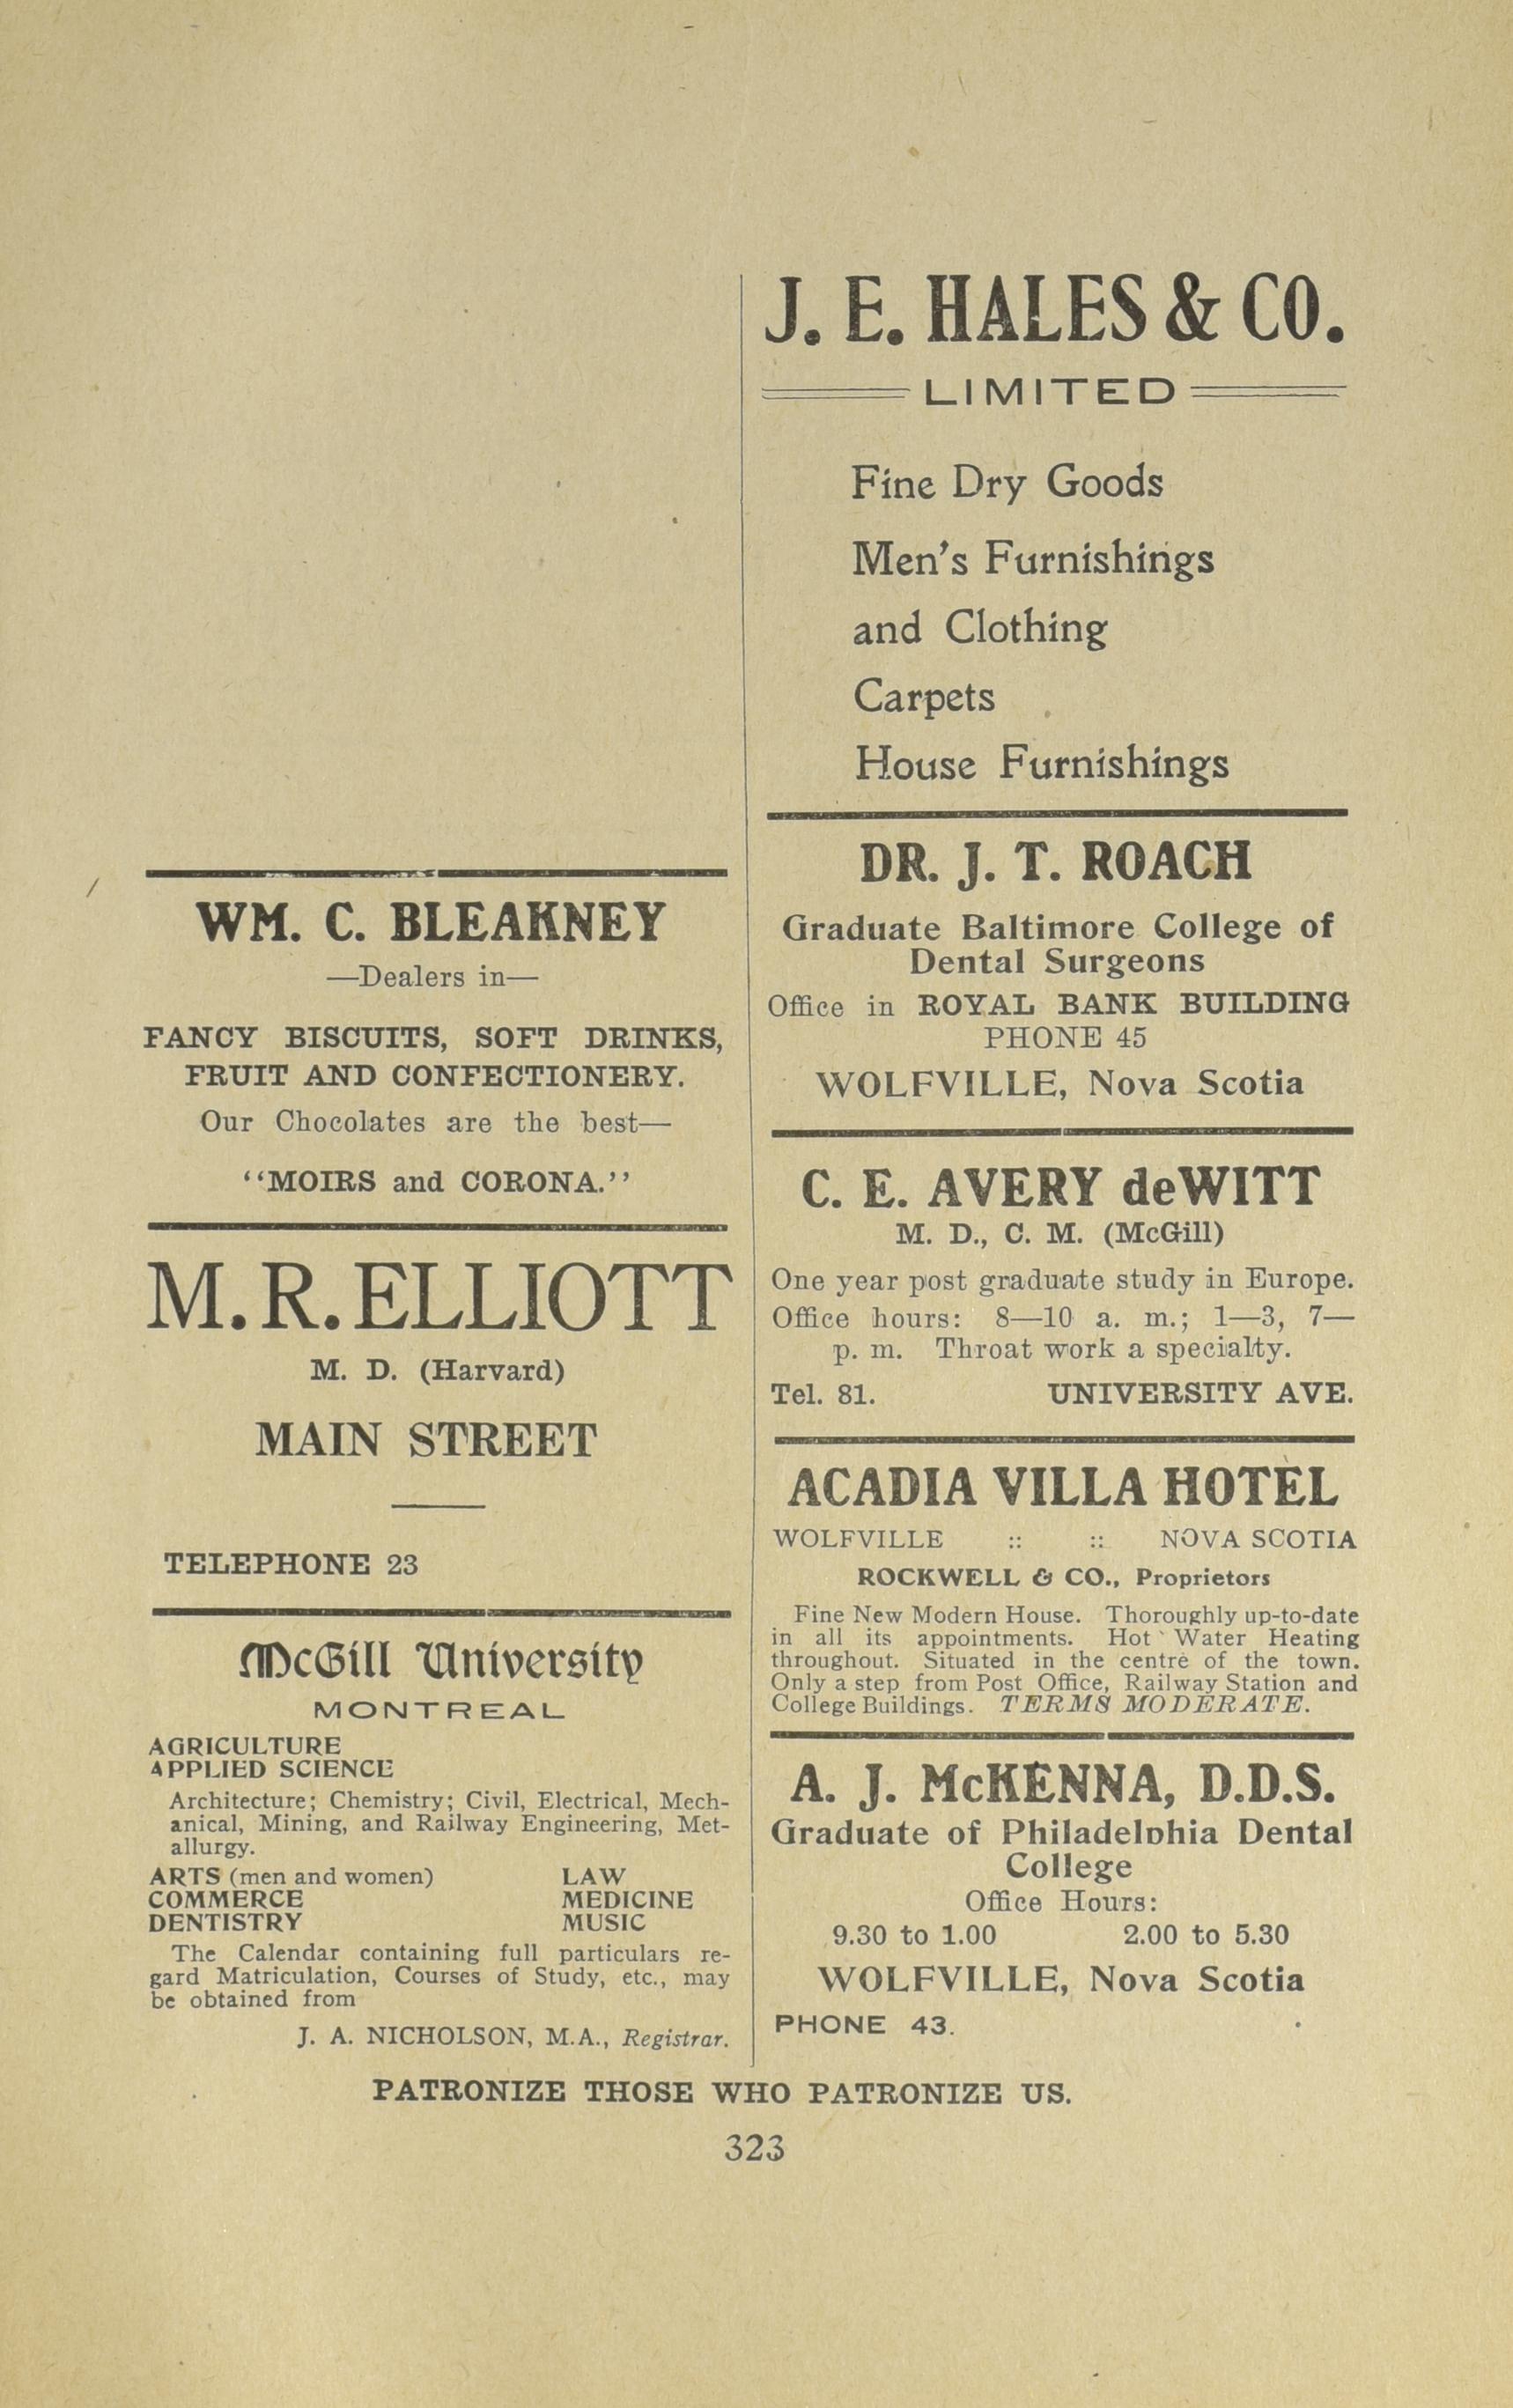 WM. C. BLEAKNEY
—Dealers in—
FANCY BISCUITS, SOFT DRINKS,
FRUIT AND CONFECTIONERY.
Our Chocolates are the best—
"MOIRS and CORONA."
M. R. ELLIOTT
M. D. (Harvard)
MAIN STREET
TELEPHONE 23
McGill University
MONTREAL
AGRICULTURE
APPLIED SCIENCE
Architecture; Chemistry; Civil, Electrical, Mech-
anical, Mining, and Railway Engineering, Met-
allurgy.
ARTS (men and women) LAW
COMMERCE MEDICINE
DENTISTRY MUSIC
The Calendar containing full particulars re-
gard Matriculation, Courses of Study, etc., may
be obtained from
J. A. NICHOLSON, M.A., Registrar.
J. E. HALES & CO.
LIMITED
Fine Dry Goods
Men's Furnishings
and Clothing
Carpets
House Furnishings
DR. J. T. ROACH
Graduate Baltimore College of
Dental Surgeons
Office in ROYAL BANK BUILDING
PHONE 45
WOLFVILLE, Nova Scotia
C. E. AVERY deWITT
M. D., C. M. (McGill)
One year post graduate study in Europe.
Office hours: 8—10 a. m.; 1—3, 7—
p. m. Throat work a specialty.
Tel. 81. UNIVERSITY AVE.
ACADIA VILLA HOTEL
WOLFVILLE :: :: NOVA SCOTIA
ROCKWELL & CO., Proprietors
Fine New Modern House. Thoroughly up-to-date
in all its appointments. Hot Water Heating
throughout. Situated in the centre of the town.
Only a step from Post Office, Railway Station and
College Buildings. TERMS MODERATE.
A. J. McKENNA, D.D.S.
Graduate of Philadelphia Dental
College
Office Hours:
9.30 to 1.00 2.00 to 5.30
WOLFVILLE, Nova Scotia
PHONE 43.
PATRONIZE THOSE WHO PATRONIZE US.
323